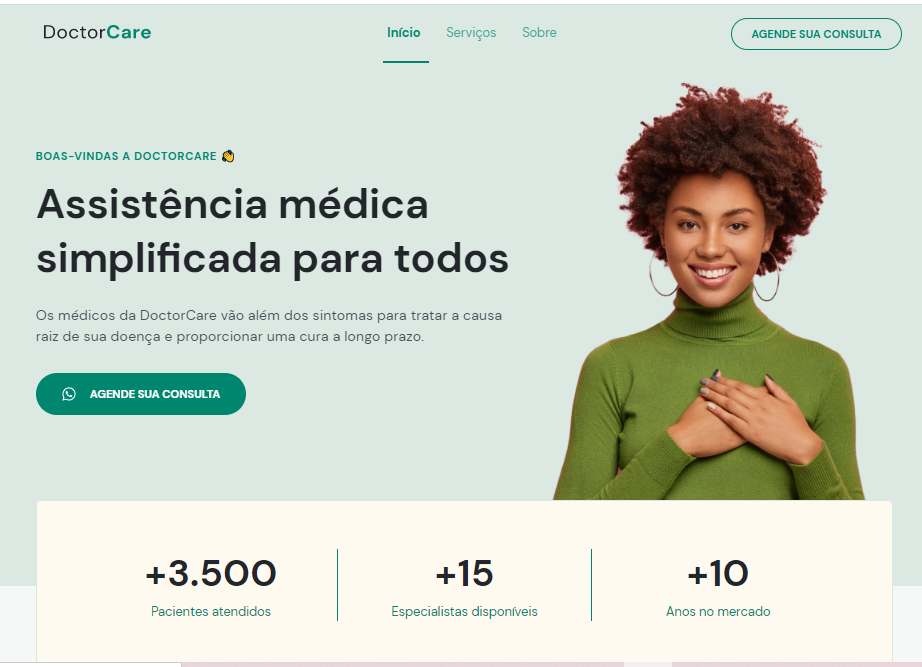 DoctorCare
Início Serviços Sobre
AGENDE SUA CONSULTA
BOAS-VINDAS A DOCTORCARE 👏
Assistência médica
simplificada para todos
Os médicos da DoctorCare vão além dos sintomas para tratar a causa
raiz de sua doença e proporcionar uma cura a longo prazo.
AGENDE SUA CONSULTA
+3.500
Pacientes atendidos
+15
Especialistas disponíveis
+10
Anos no mercado